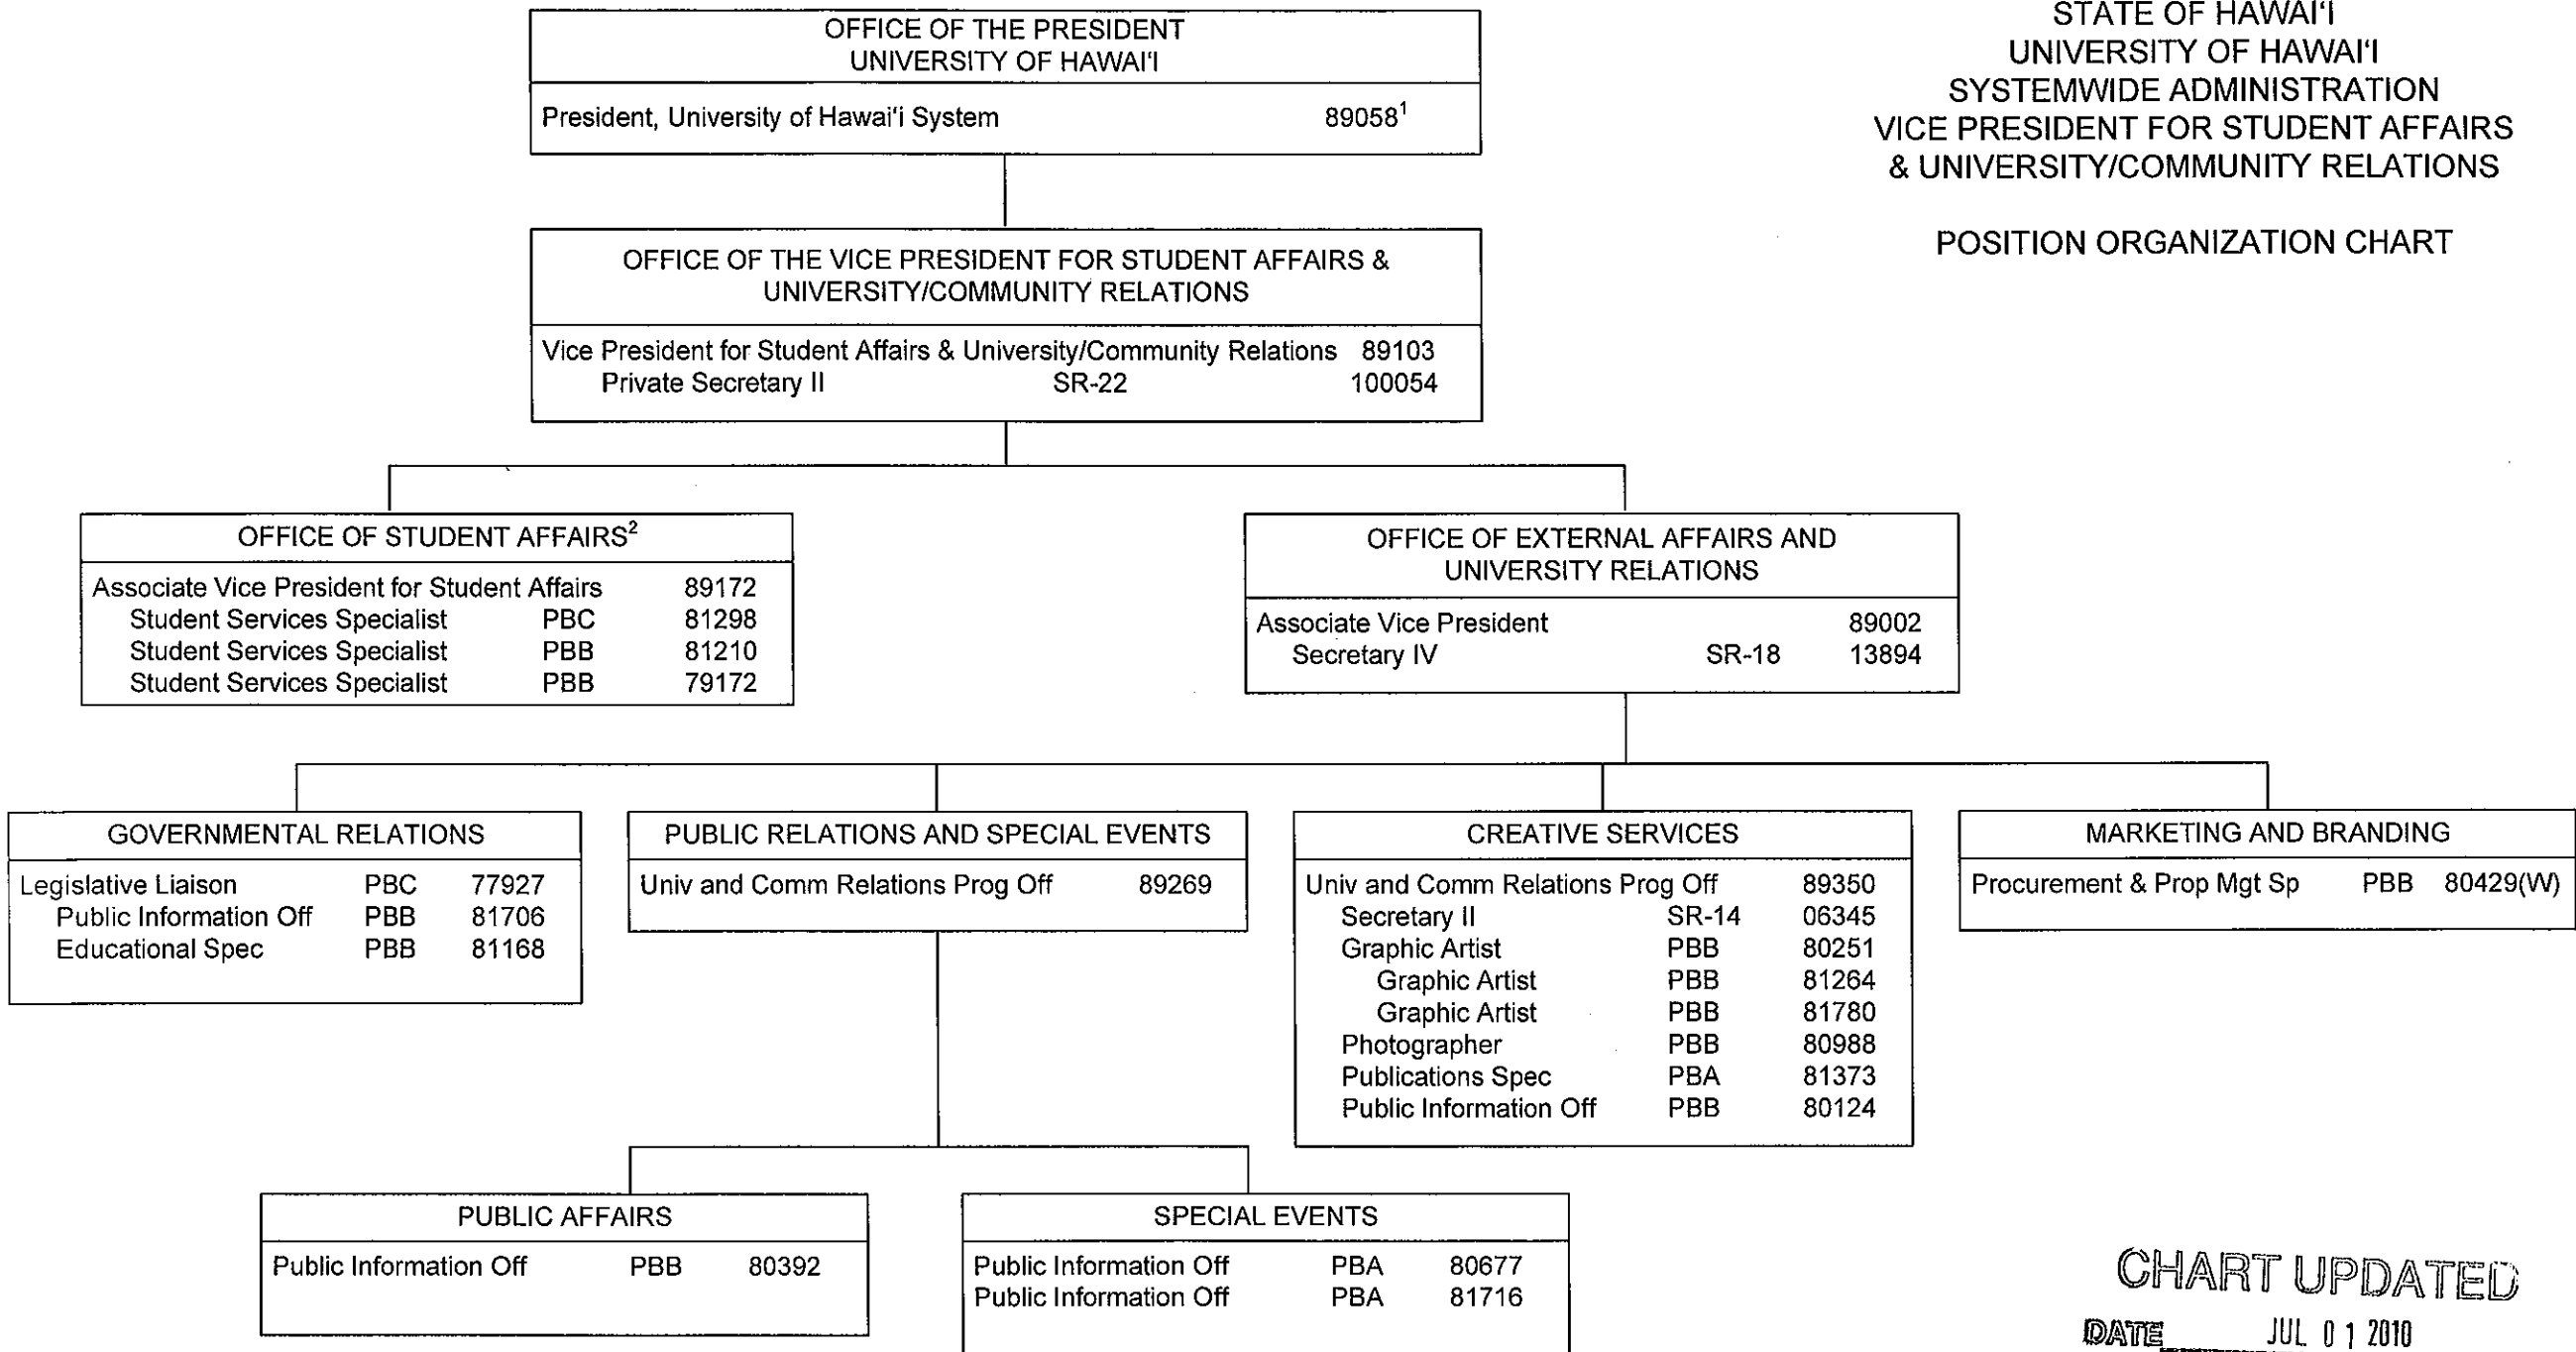 STATE OF HAWAI‘I
UNIVERSITY OF HAWAI‘I
SYSTEMWIDE ADMINISTRATION
VICE PRESIDENT FOR STUDENT AFFAIRS
& UNIVERSITY/COMMUNITY RELATIONS
POSITION ORGANIZATION CHART
OFFICE OF THE PRESIDENT
UNIVERSITY OF HAWAI‘I
President, University of Hawai‘i System 89058¹
OFFICE OF THE VICE PRESIDENT FOR STUDENT AFFAIRS &
UNIVERSITY/COMMUNITY RELATIONS
Vice President for Student Affairs & University/Community Relations 89103
Private Secretary II SR-22 100054
OFFICE OF STUDENT AFFAIRS²
Associate Vice President for Student Affairs 89172
Student Services Specialist PBC 81298
Student Services Specialist PBB 81210
Student Services Specialist PBB 79172
OFFICE OF EXTERNAL AFFAIRS AND
UNIVERSITY RELATIONS
Associate Vice President 89002
Secretary IV SR-18 13894
GOVERNMENTAL RELATIONS
Legislative Liaison PBC 77927
Public Information Off PBB 81706
Educational Spec PBB 81168
PUBLIC RELATIONS AND SPECIAL EVENTS
Univ and Comm Relations Prog Off 89269
CREATIVE SERVICES
Univ and Comm Relations Prog Off 89350
Secretary II SR-14 06345
Graphic Artist PBB 80251
Graphic Artist PBB 81264
Graphic Artist PBB 81780
Photographer PBB 80988
Publications Spec PBA 81373
Public Information Off PBB 80124
MARKETING AND BRANDING
Procurement & Prop Mgt Sp PBB 80429(W)
PUBLIC AFFAIRS
Public Information Off PBB 80392
SPECIAL EVENTS
Public Information Off PBA 80677
Public Information Off PBA 81716
CHART UPDATED
DATE JUL 01 2010